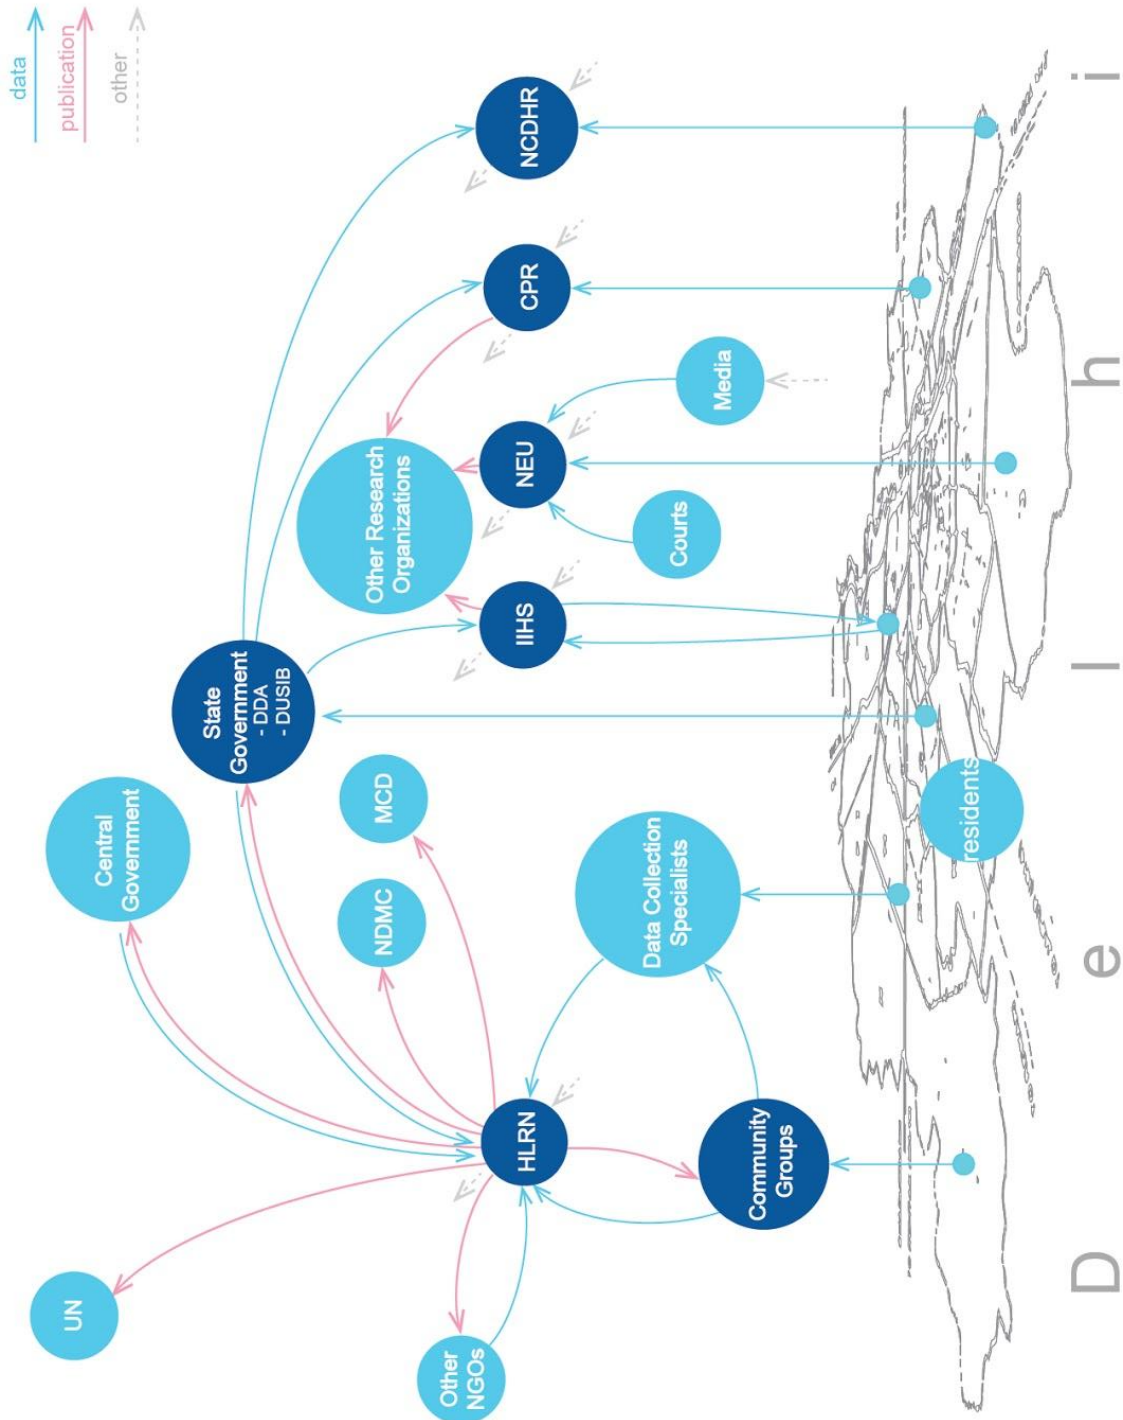 data
publication
other
UN
Central
Government
State
Government
- DDA
- DUSIB
Other
NGOs
NDMC
MCD
Other Research
Organizations
HLRN
IIHS
NEU
CPR
NCDHR
Community
Groups
Data Collection
Specialists
Courts
Media
residents
D e l h i